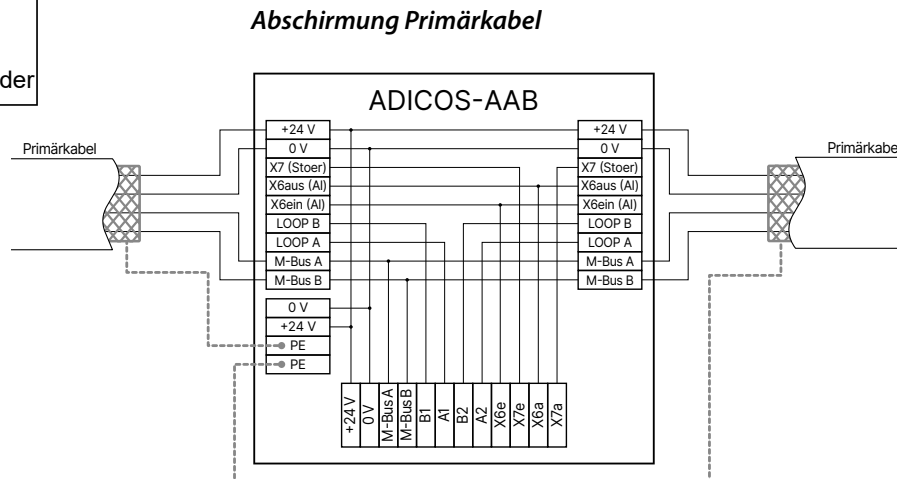 Abschirmung Primärkabel
der
ADICOS-AAB
Primärkabel
Primärkabe
+24 V
0 V
X7 (Stoer)
X6aus (Al)
X6ein (Al)
LOOP B
LOOP A
M-Bus A
M-Bus B
+24 V
0 V
X7 (Stoer)
X6aus (Al)
X6ein (Al)
LOOP B
LOOP A
M-Bus A
M-Bus B
0 V
+24 V
PE
PE
+24 V
0 V
M-Bus A
M-Bus B
B1
A1
B2
A2
X6e
X7e
X6a
X7a